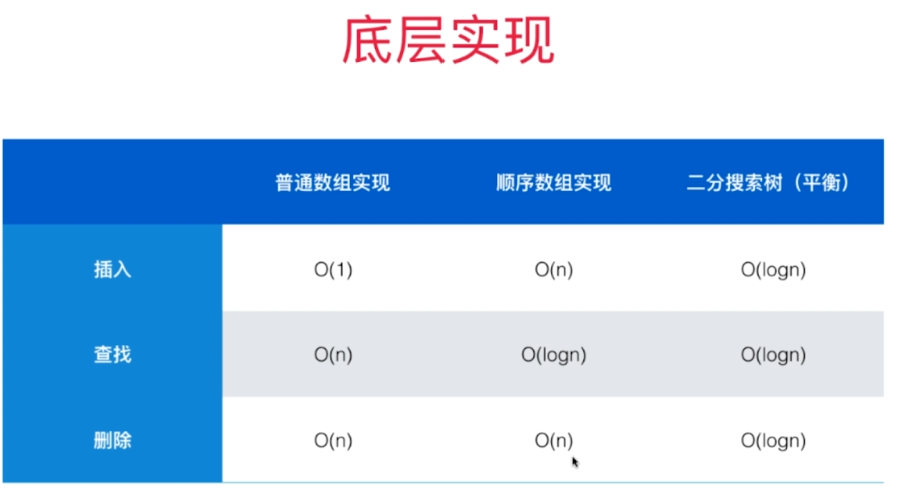 底层实现
普通数组实现 顺序数组实现 二分搜索树（平衡）
插入 O(1) O(n) O(logn)
查找 O(n) O(logn) O(logn)
删除 O(n) O(n) O(logn)